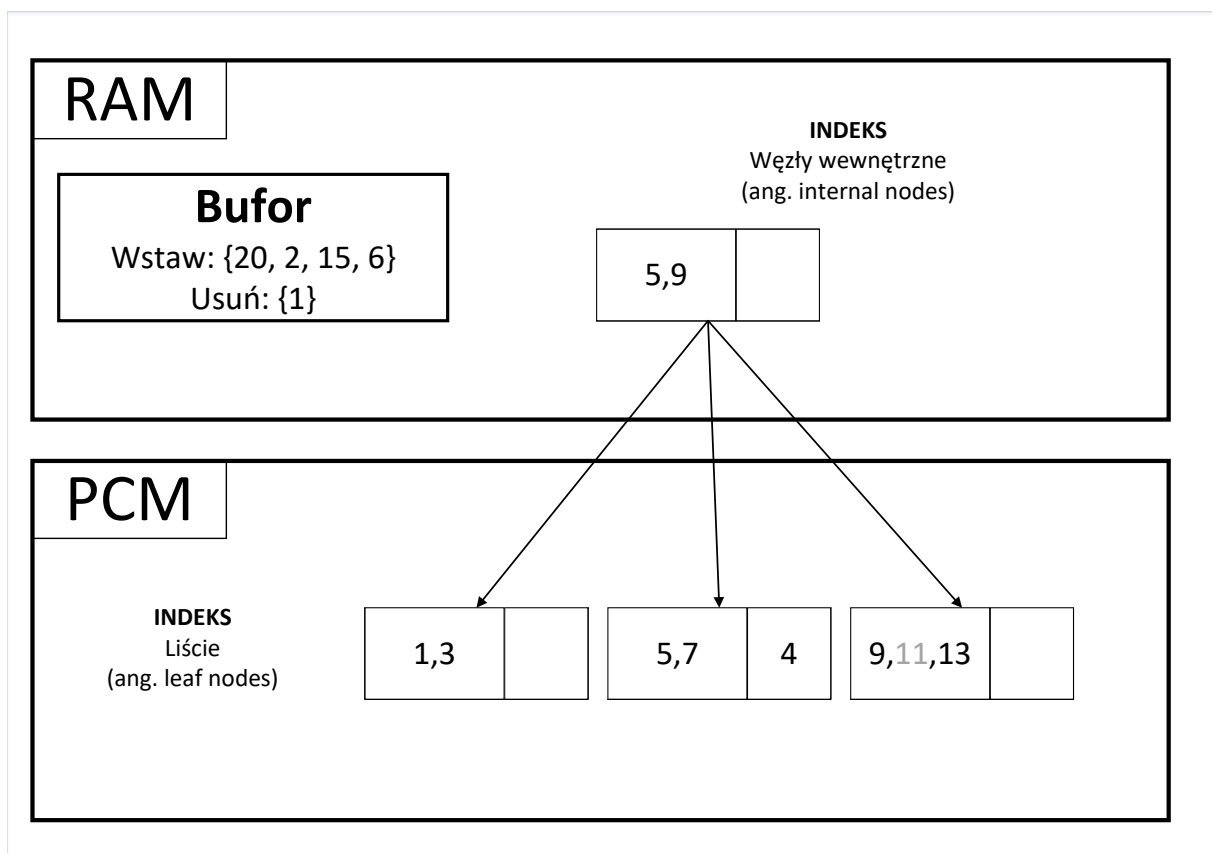 RAM
Bufor
Wstaw: {20, 2, 15, 6}
Usuń: {1}
INDEKS
Węzły wewnętrzne
(ang. internal nodes)
5,9
PCM
INDEKS
Liście
(ang. leaf nodes)
1,3
5,7
4
9,11,13